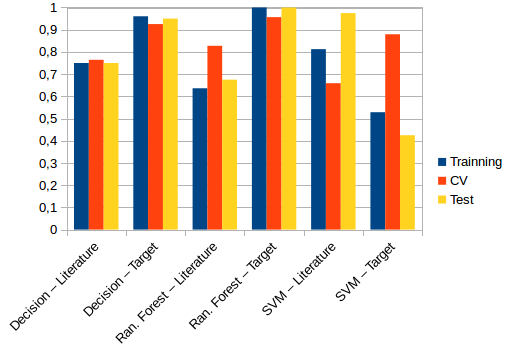 1
0,9
0,8
0,7
0,6
0,5
0,4
0,3
0,2
0,1
0
Decision – Literature
Decision – Target
Ran. Forest – Literature
Ran. Forest – Target
SVM – Literature
SVM – Target
Trainning
CV
Test